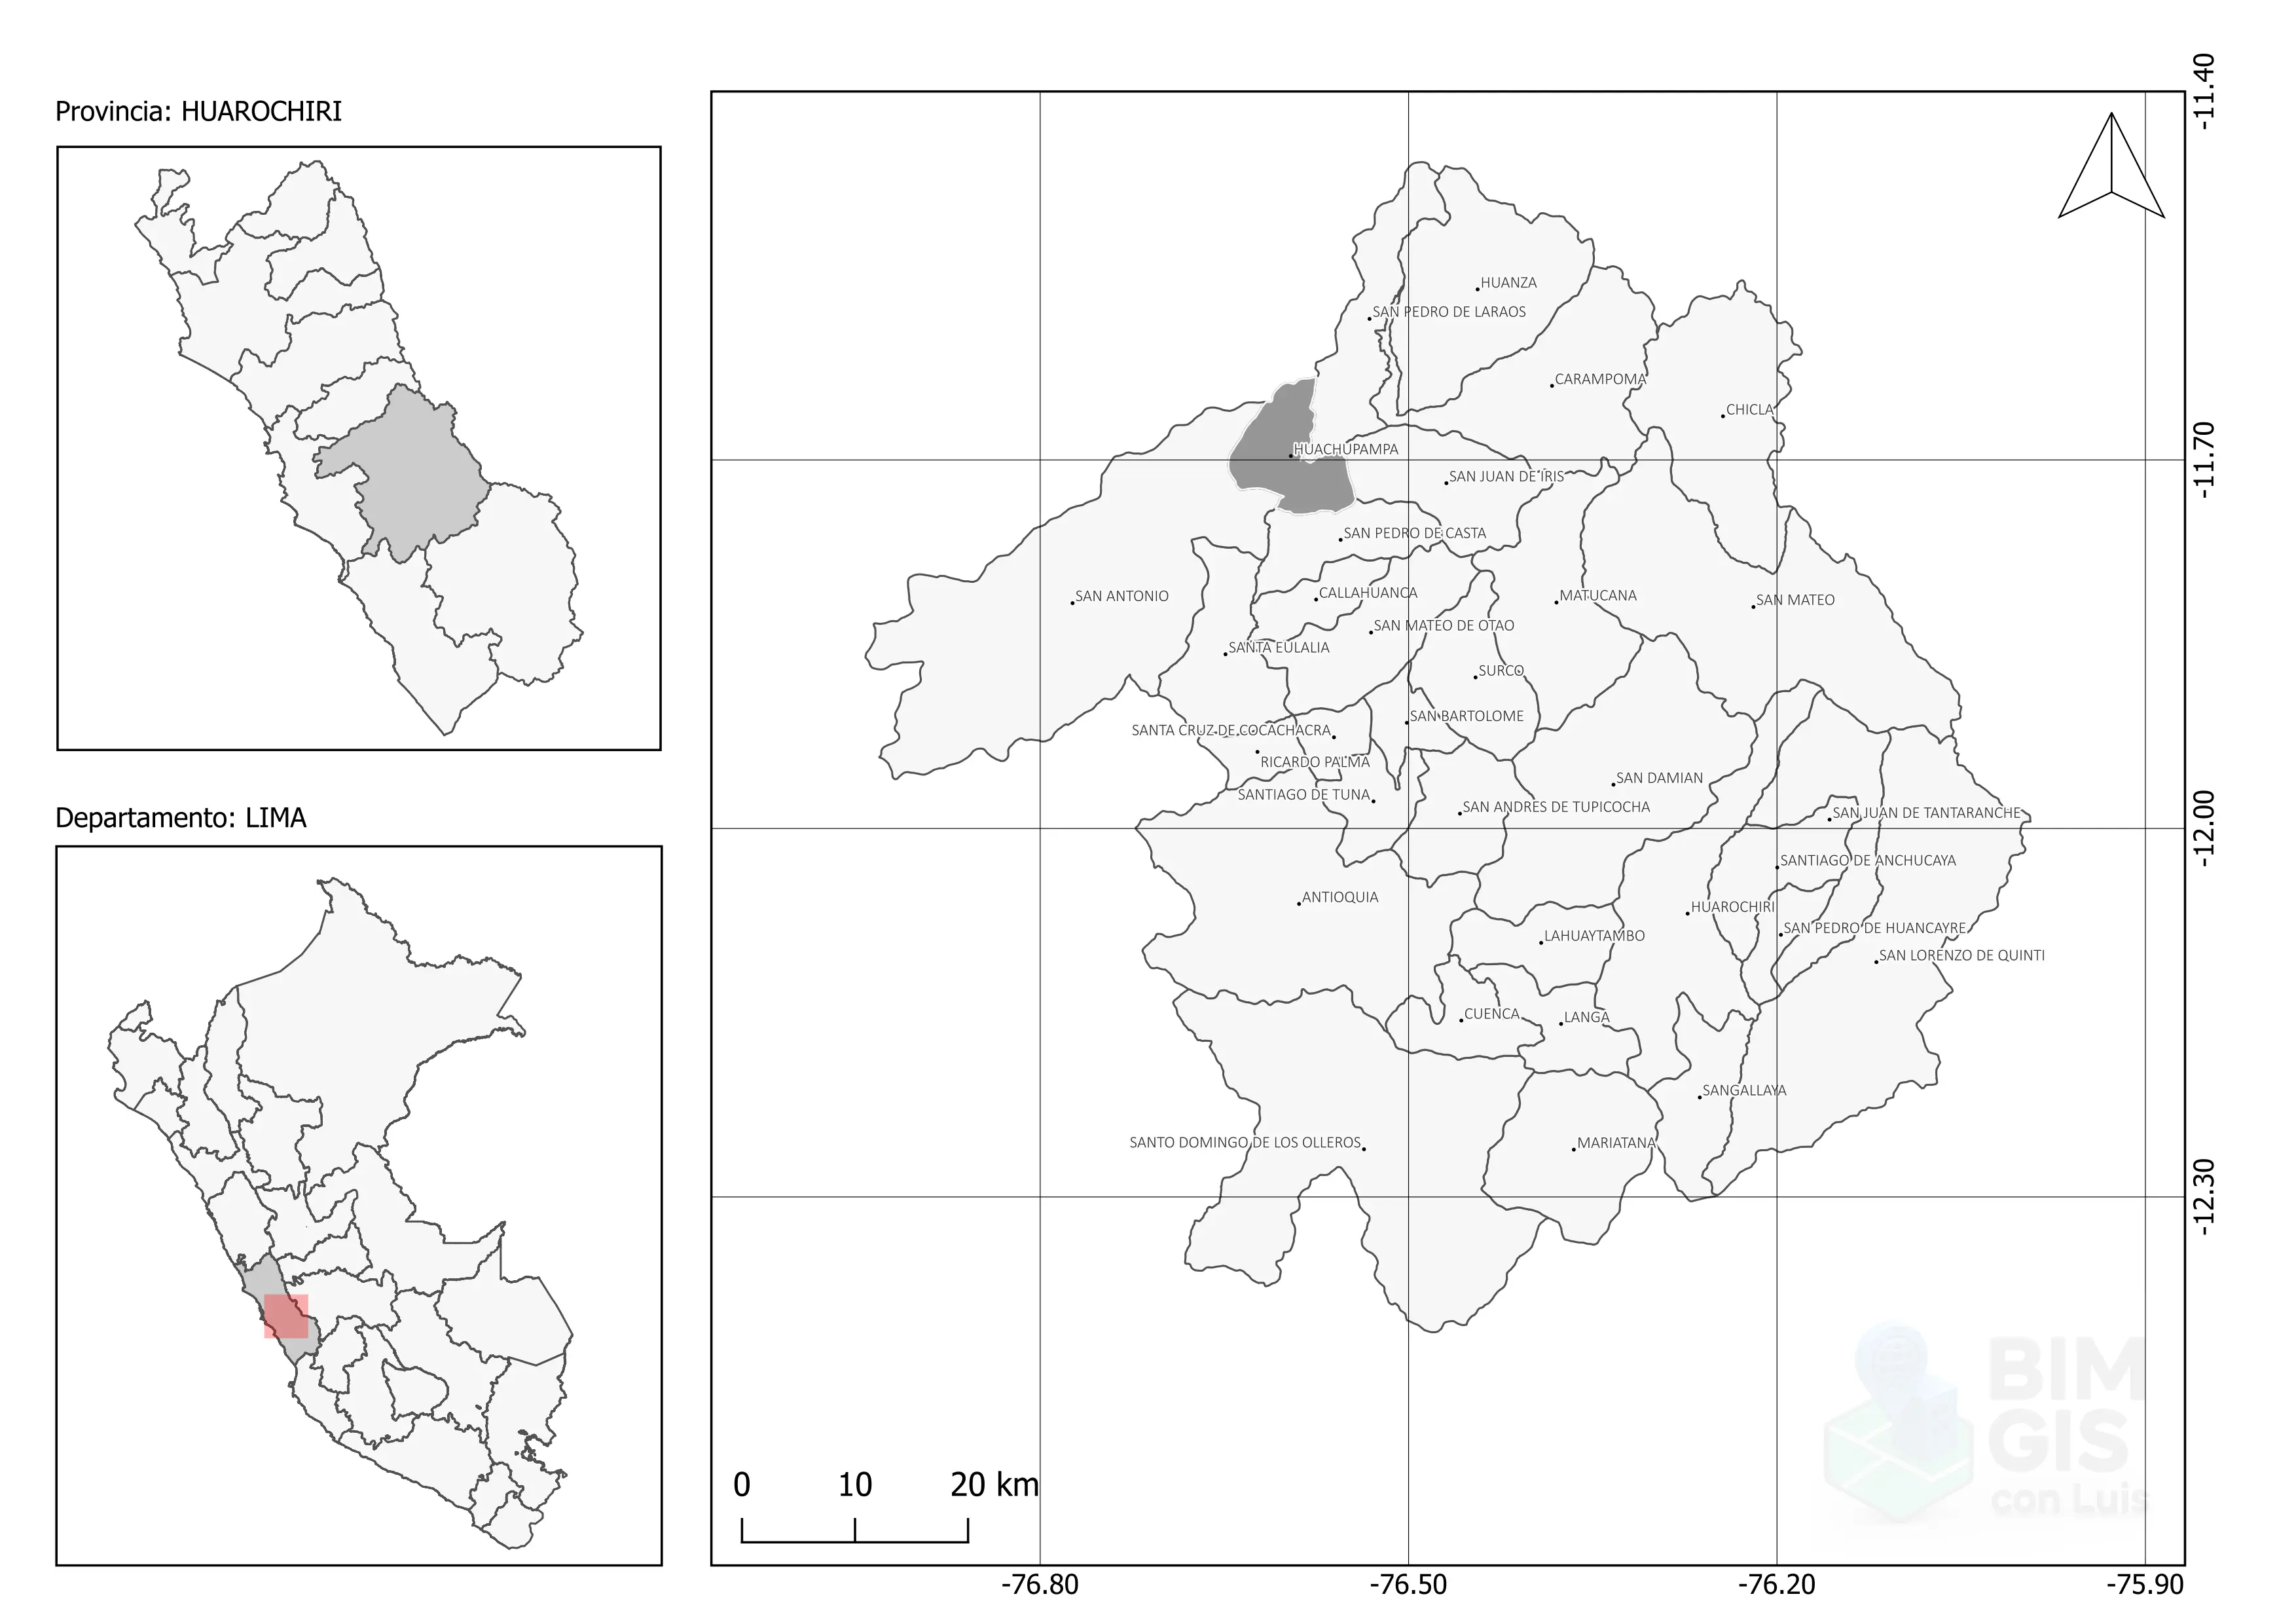 Provincia: HUAROCHIRI
Departamento: LIMA
HUANZA
SAN PEDRO DE LARAOS
CARAMPOMA
CHICLA
HUACHUPAMPA
SAN JUAN DE IRIS
SAN PEDRO DE CASTA
SAN ANTONIO
CALLAHUANCA
MATUCANA
SAN MATEO
SAN MATEO DE OTAO
SANTA EULALIA
SURCO
SAN BARTOLOME
SANTA CRUZ DE COCACHACRA
RICARDO PALMA
SAN DAMIAN
SANTIAGO DE TUNA
SAN ANDRES DE TUPICOCHA
SAN JUAN DE TANTARANCHE
SANTIAGO DE ANCHUCAYA
ANTIOQUIA
HUAROCHIRI
SAN PEDRO DE HUANCAYRE
LAHUAYTAMBO
SAN LORENZO DE QUINTI
CUENCA
LANGA
SANGALLAYA
SANTO DOMINGO DE LOS OLLEROS
MARIATANA
-11.40
-11.70
-12.00
-12.30
BIM
GIS
con Luis
0 10 20 km
-76.80 -76.50 -76.20 -75.90